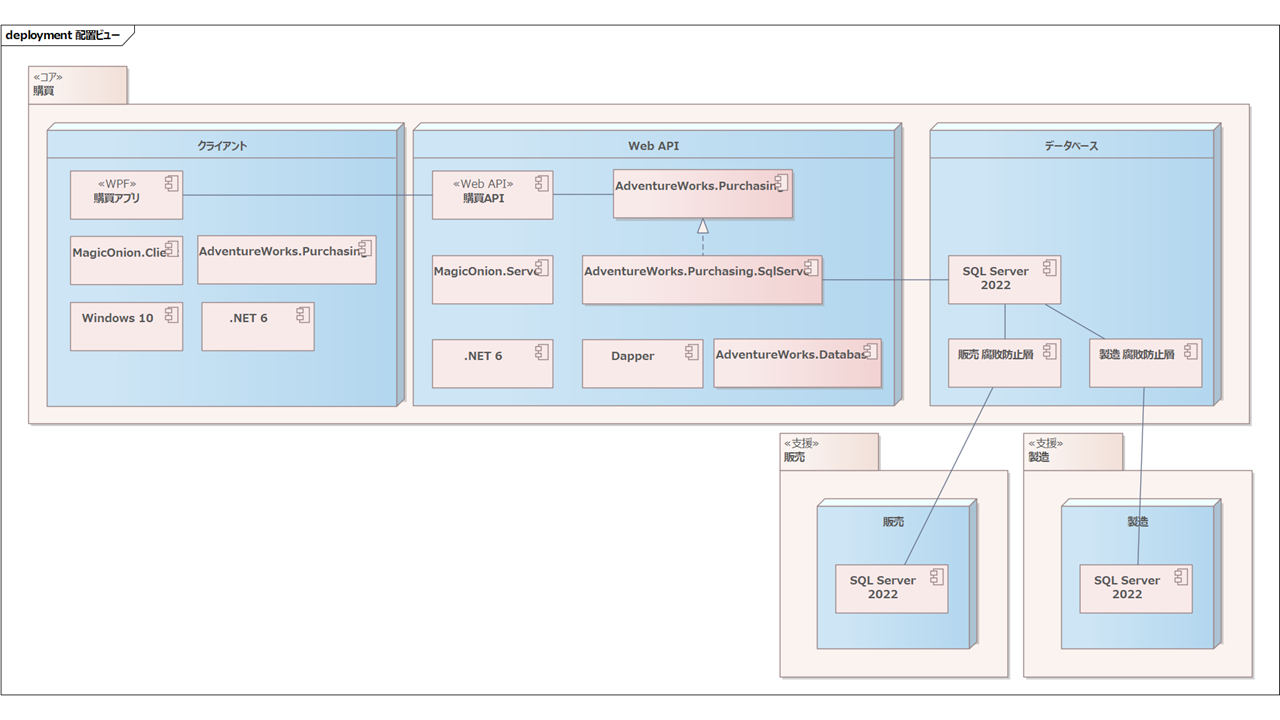 deployment 配置ビュー
«コア»
購買
クライアント
«WPF»
購買アプリ
MagicOnion.Clie
AdventureWorks.Purchasin
Windows 10
.NET 6
Web API
«Web API»
購買API
AdventureWorks.Purchasing
MagicOnion.Serve
AdventureWorks.Purchasing.SqlServe
.NET 6
Dapper
AdventureWorks.Databas
データベース
SQL Server
2022
販売 腐敗防止層
製造 腐敗防止層
«支援»
販売
販売
SQL Server
2022
«支援»
製造
製造
SQL Server
2022